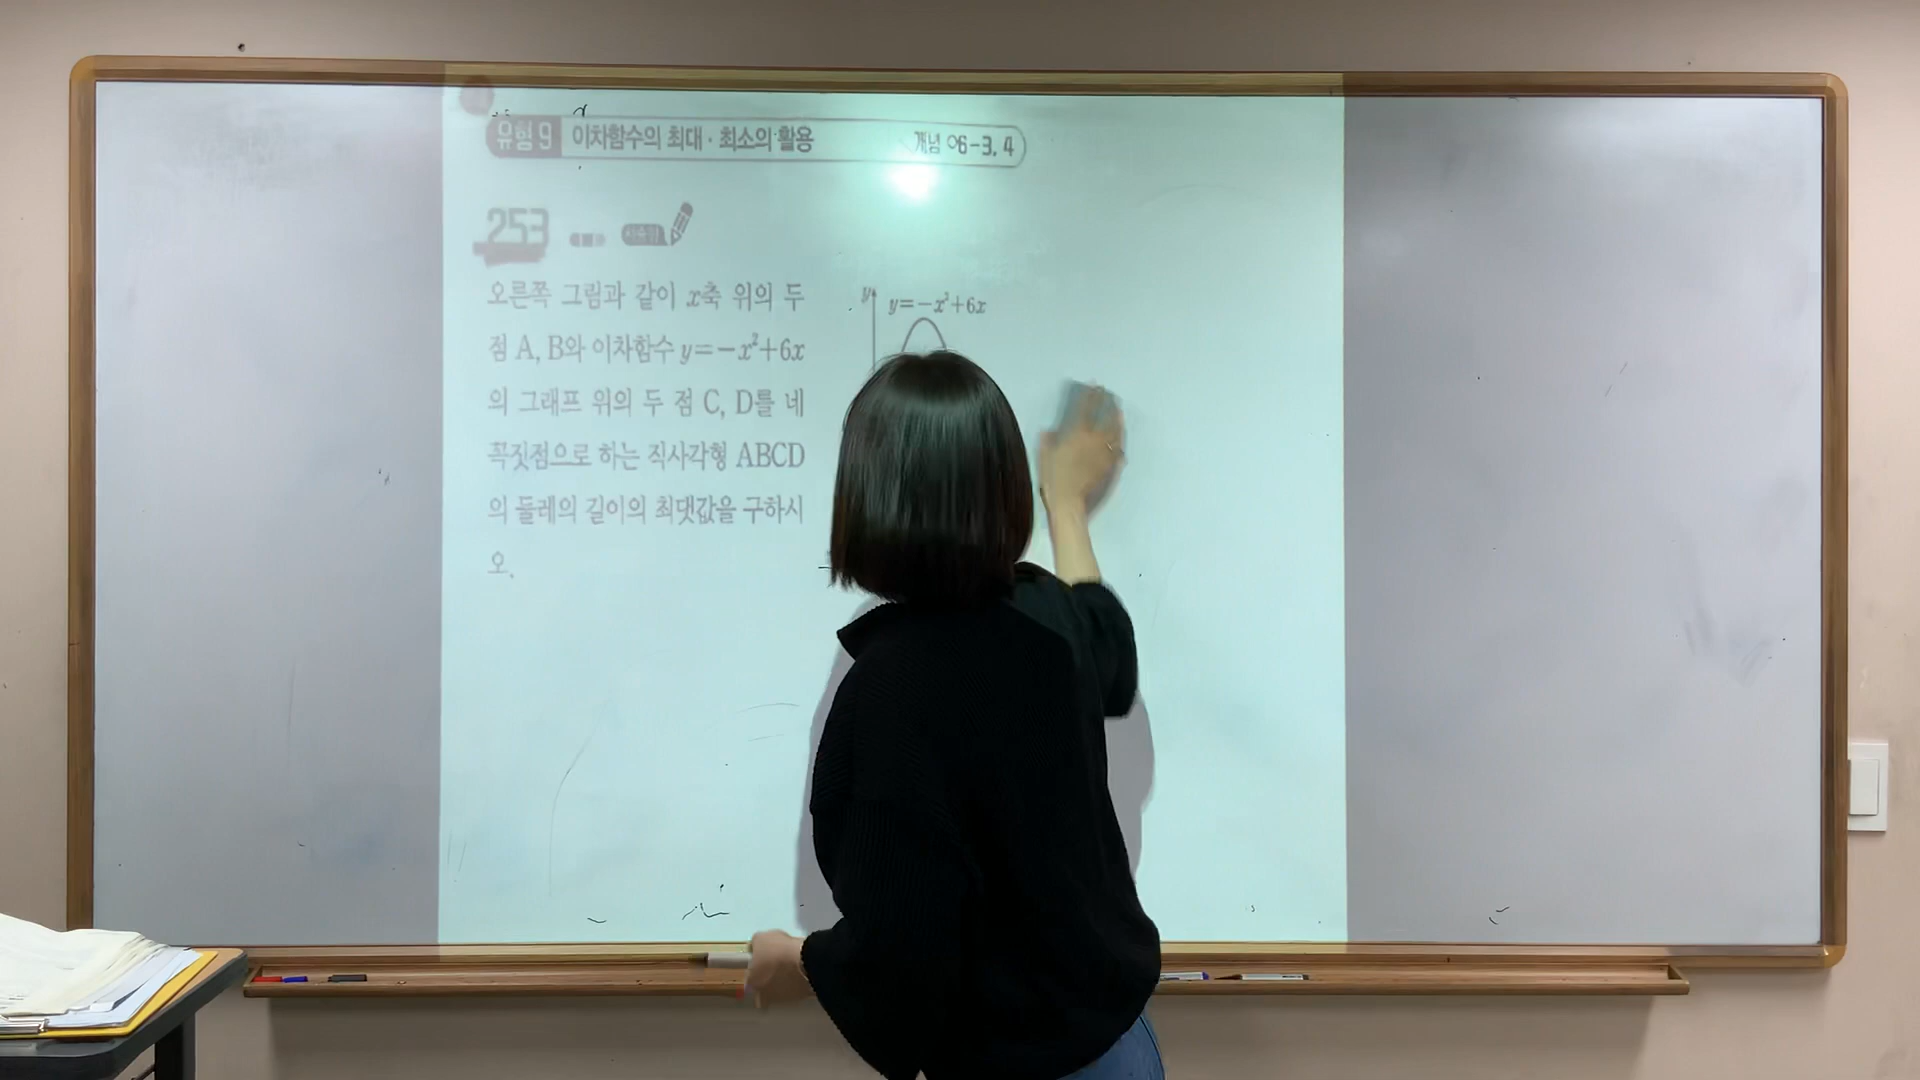 유형 9 이차함수의 최대·최소의 활용 개념 06-3, 4
253
서술형
오른쪽 그림과 같이 x축 위의 두
점 A, B와 이차함수 y=-x²+6x
의 그래프 위의 두 점 C, D를 네
꼭짓점으로 하는 직사각형 ABCD
의 둘레의 길이의 최댓값을 구하시
오.
y
y=-x²+6x